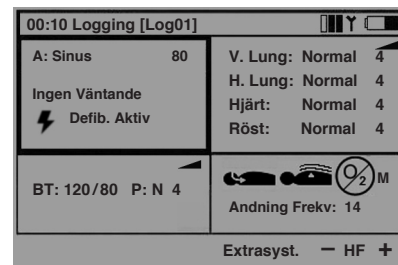 00:10 Logging [Log01]
A: Sinus 80
Ingen Väntande
Defib. Aktiv
V. Lung: Normal 4
H. Lung: Normal 4
Hjärt: Normal 4
Röst: Normal 4
BT: 120/80 P: N 4
O2 M
Andning Frekv: 14
Extrasyst. − HF +